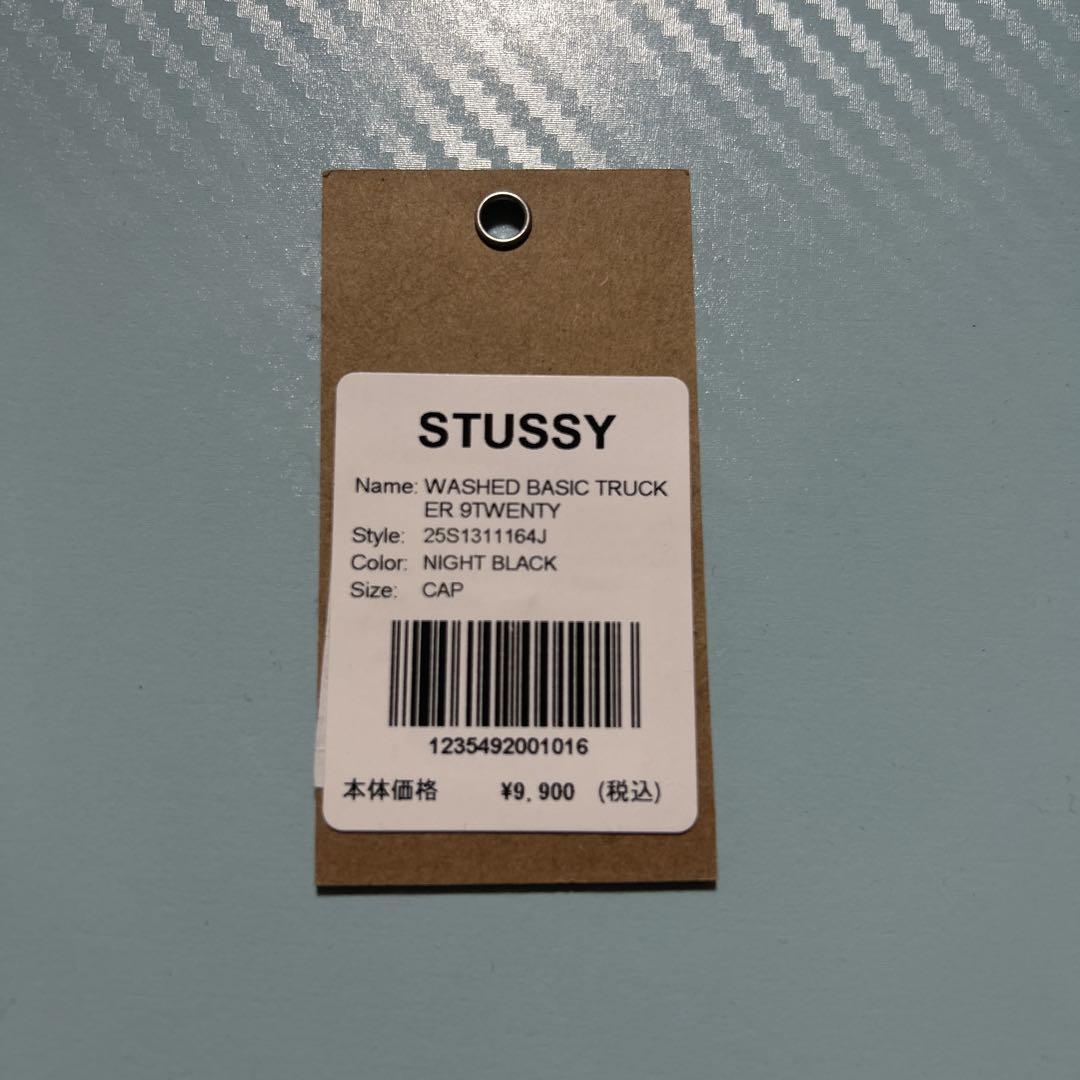 STUSSY
Name: WASHED BASIC TRUCK
ER 9TWENTY
Style: 25S1311164J
Color: NIGHT BLACK
Size: CAP
1235492001016
本体価格 ¥9,900 (税込)